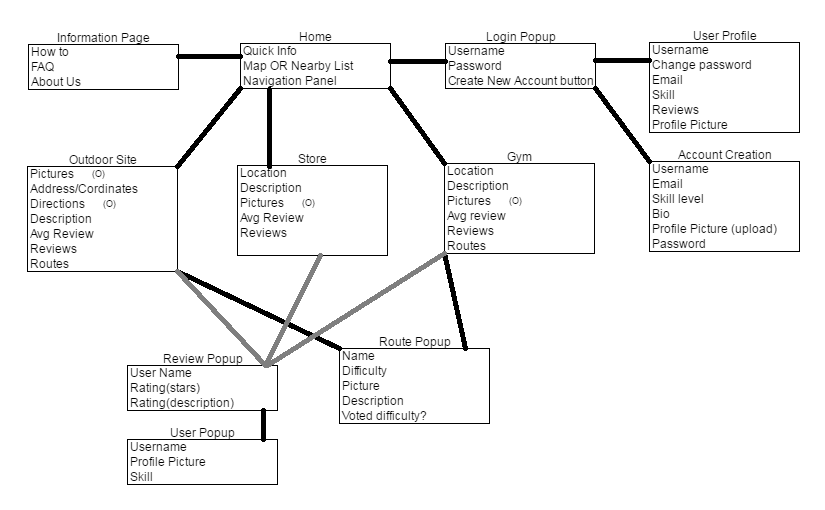 Information Page
How to
FAQ
About Us
Home
Quick Info
Map OR Nearby List
Navigation Panel
Login Popup
Username
Password
Create New Account button
User Profile
Username
Change password
Email
Skill
Reviews
Profile Picture
Outdoor Site
Pictures (O)
Address/Cordinates
Directions (O)
Description
Avg Review
Reviews
Routes
Store
Location
Description
Pictures (O)
Avg Review
Reviews
Gym
Location
Description
Pictures (O)
Avg review
Reviews
Routes
Account Creation
Username
Email
Skill level
Bio
Profile Picture (upload)
Password
Review Popup
User Name
Rating(stars)
Rating(description)
Route Popup
Name
Difficulty
Picture
Description
Voted difficulty?
User Popup
Username
Profile Picture
Skill